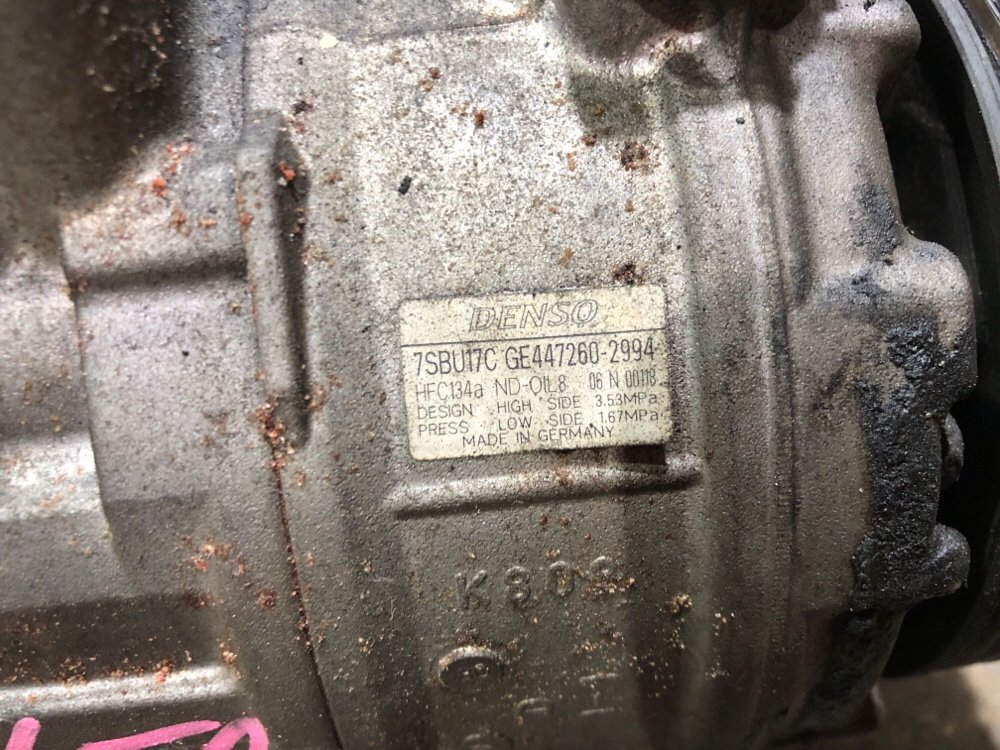 DENSO
7SBU17C GE447260-2994
HFC134a ND-OIL8 06 N 00118
DESIGN HIGH SIDE 3.53MPa
PRESS LOW SIDE 1.67MPa
MADE IN GERMANY
K809